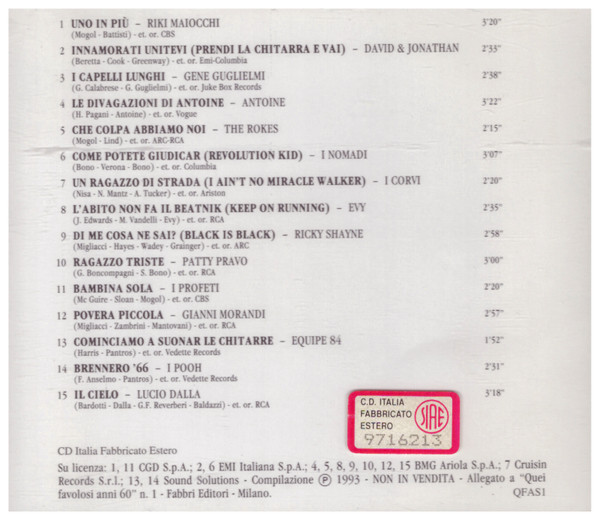 1 UNO IN PIÙ – RIKI MAIOCCHI 3'20"
(Mogol - Battisti) - et. or. CBS
2 INNAMORATI UNITEVI (PRENDI LA CHITARRA E VAI) – DAVID & JONATHAN 2'33"
(Beretta - Cook - Greenway) - et. or. Emi-Columbia
3 I CAPELLI LUNGHI – GENE GUGLIELMI 2'38"
(G. Calabrese - G. Guglielmi) - et. or. Juke Box Records
4 LE DIVAGAZIONI DI ANTOINE – ANTOINE 3'22"
(H. Pagani - Antoine) - et. or. Vogue
5 CHE COLPA ABBIAMO NOI – THE ROKES 2'15"
(Mogol - Lind) - et. or. ARC-RCA
6 COME POTETE GIUDICAR (REVOLUTION KID) – I NOMADI 3'07"
(Bono - Verona - Bono) - et. or. Columbia
7 UN RAGAZZO DI STRADA (I AIN'T NO MIRACLE WALKER) – I CORVI 2'20"
(Nisa - N. Mantz - A. Tucker) - et. or. Ariston
8 L'ABITO NON FA IL BEATNIK (KEEP ON RUNNING) – EVY 2'35"
(J. Edwards - M. Vandelli - Evy) - et. or. RCA
9 DI ME COSA NE SAI? (BLACK IS BLACK) – RICKY SHAYNE 2'58"
(Migliacci - Hayes - Wadey - Grainger) - et. or. ARC
10 RAGAZZO TRISTE – PATTY PRAVO 3'00"
(G. Boncompagni - S. Bono) - et. or. RCA
11 BAMBINA SOLA – I PROFETI 2'20"
(Mc Guire - Sloan - Mogol) - et. or. CBS
12 POVERA PICCOLA – GIANNI MORANDI 2'57"
(Migliacci - Zambrini - Mantovani) - et. or. RCA
13 COMINCIAMO A SUONAR LE CHITARRE – EQUIPE 84 1'52"
(Harris - Pantros) - et. or. Vedette Records
14 BRENNERO '66 – I POOH 2'31"
(F. Anselmo - Pantros) - et. or. Vedette Records
15 IL CIELO – LUCIO DALLA 3'18"
(Bardotti - Dalla - G.F. Reverberi - Baldazzi) - et. or. RCA
C.D. ITALIA
FABBRICATO
ESTERO
SIAE
9716213
CD Italia Fabbricato Estero
Su licenza: 1, 11 CGD S.p.A.; 2, 6 EMI Italiana S.p.A.; 4, 5, 8, 9, 10, 12, 15 BMG Ariola S.p.A.; 7 Cruisin
Records S.r.l.; 13, 14 Sound Solutions - Compilazione Ⓟ 1993 - NON IN VENDITA - Allegato a "Quei
favolosi anni 60" n. 1 - Fabbri Editori - Milano. QFAS1